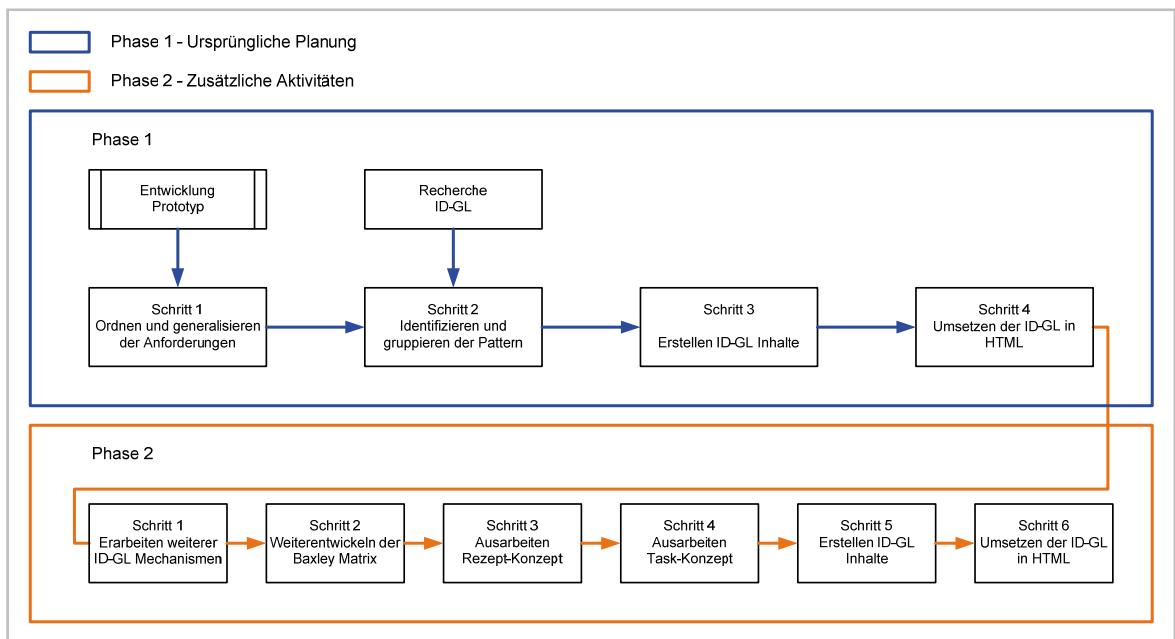 Phase 1 - Ursprüngliche Planung
Phase 2 - Zusätzliche Aktivitäten
Phase 1
Entwicklung
Prototyp
Recherche
ID-GL
Schritt 1
Ordnen und generalisieren
der Anforderungen
Schritt 2
Identifizieren und
gruppieren der Pattern
Schritt 3
Erstellen ID-GL Inhalte
Schritt 4
Umsetzen der ID-GL in
HTML
Phase 2
Schritt 1
Erarbeiten weiterer
ID-GL Mechanismen
Schritt 2
Weiterentwickeln der
Baxley Matrix
Schritt 3
Ausarbeiten
Rezept-Konzept
Schritt 4
Ausarbeiten
Task-Konzept
Schritt 5
Erstellen ID-GL
Inhalte
Schritt 6
Umsetzen der ID-GL
in HTML